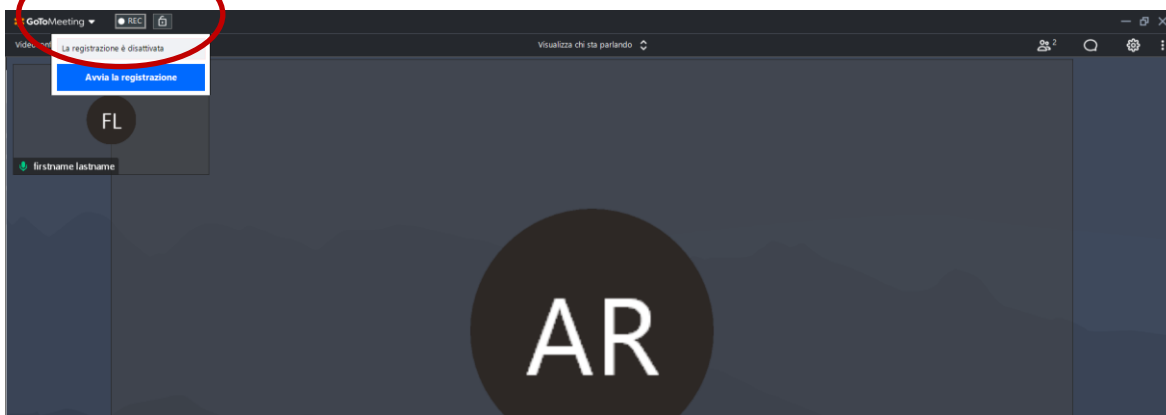 GoToMeeting REC
Visualizza chi sta parlando 2
La registrazione è disattivata
Avvia la registrazione
FL
firstname lastname
AR